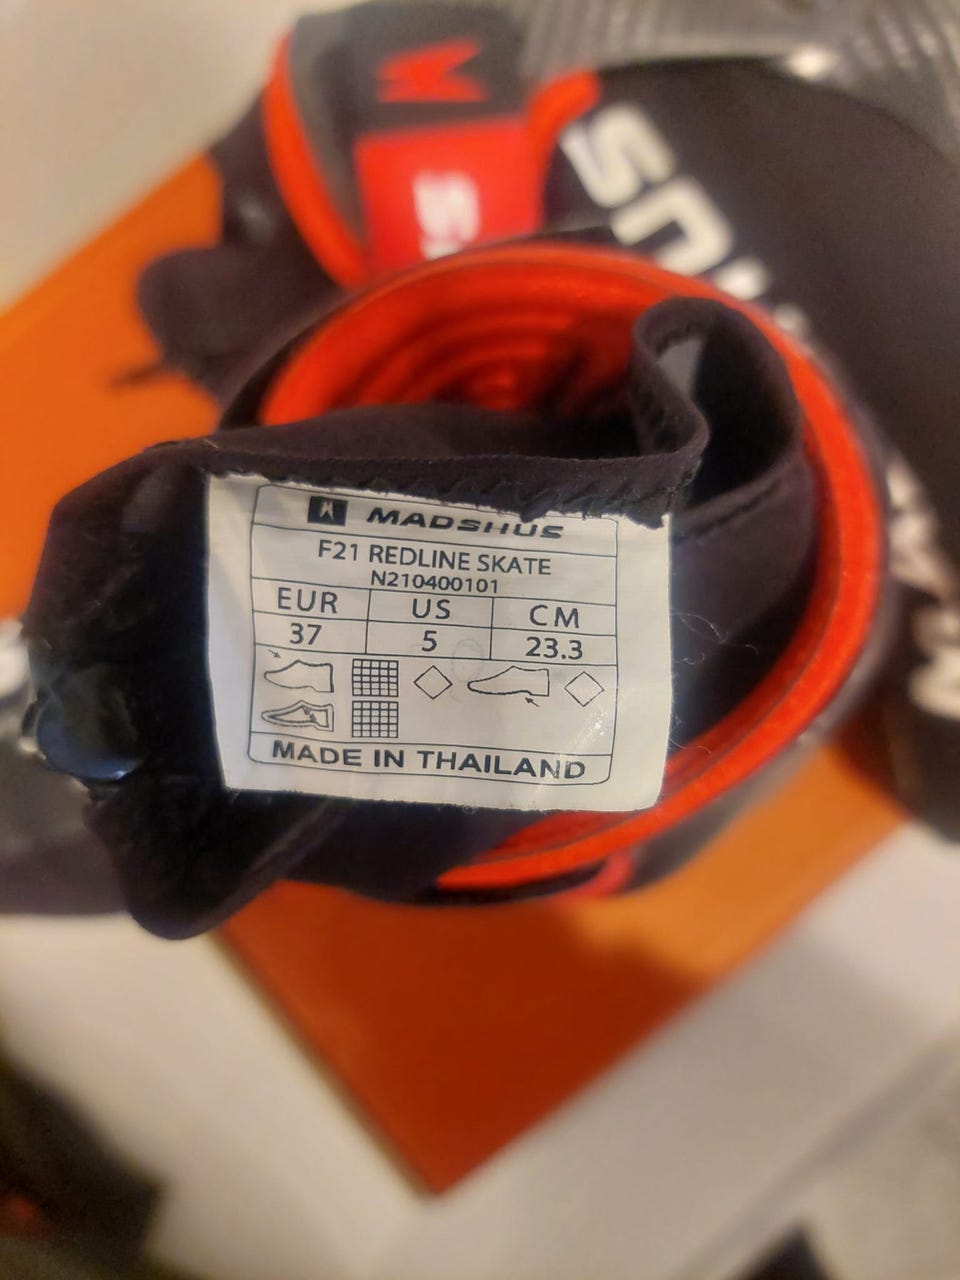 MADSHUS
F21 REDLINE SKATE
N210400101
EUR US CM
37 5 23.3
MADE IN THAILAND